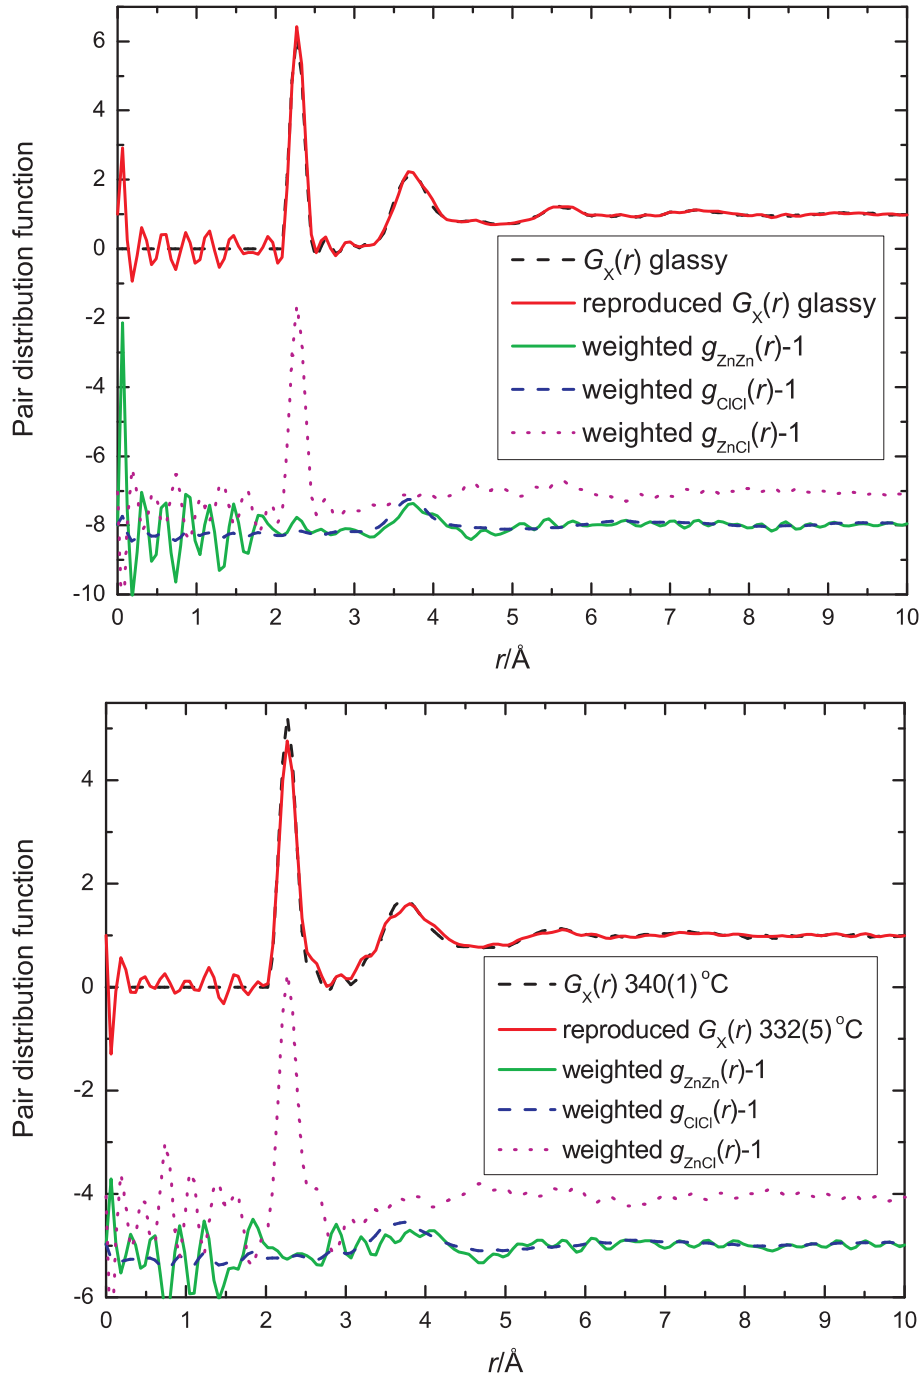 Pair distribution function
6
4
2
0
-2
-4
-6
-8
-10
G_X(r) glassy
reproduced G_X(r) glassy
weighted g_ZnZn(r)-1
weighted g_ClCl(r)-1
weighted g_ZnCl(r)-1
0 1 2 3 4 5 6 7 8 9 10
r/Å
Pair distribution function
4
2
0
-2
-4
-6
G_X(r) 340(1) °C
reproduced G_X(r) 332(5) °C
weighted g_ZnZn(r)-1
weighted g_ClCl(r)-1
weighted g_ZnCl(r)-1
0 1 2 3 4 5 6 7 8 9 10
r/Å